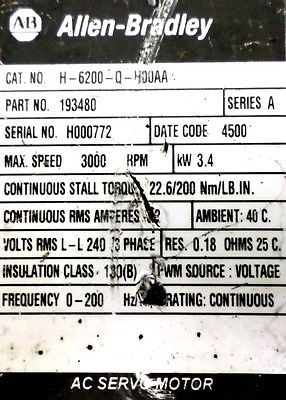 AB Allen-Bradley
CAT. NO. H-6200-Q-H00AA
PART NO. 193480 SERIES A
SERIAL NO. H000772 DATE CODE 4500
MAX. SPEED 3000 RPM kW 3.4
CONTINUOUS STALL TORQUE 22.6/200 Nm/LB.IN.
CONTINUOUS RMS AMPERES AMBIENT: 40 C.
VOLTS RMS L-L 240 /3 PHASE RES. 0.18 OHMS 25 C.
INSULATION CLASS 130(B) PWM SOURCE : VOLTAGE
FREQUENCY 0-200 Hz RATING: CONTINUOUS
AC SERVO MOTOR